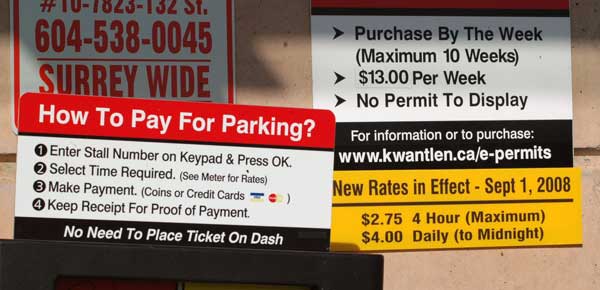 #10-7823-132 St.
604-538-0045
SURREY WIDE
Purchase By The Week
(Maximum 10 Weeks)
$13.00 Per Week
No Permit To Display
For information or to purchase:
www.kwantlen.ca/e-permits
How To Pay For Parking?
1 Enter Stall Number on Keypad & Press OK.
2 Select Time Required. (See Meter for Rates)
3 Make Payment. (Coins or Credit Cards )
4 Keep Receipt For Proof of Payment.
No Need To Place Ticket On Dash
New Rates in Effect - Sept 1, 2008
$2.75 4 Hour (Maximum)
$4.00 Daily (to Midnight)